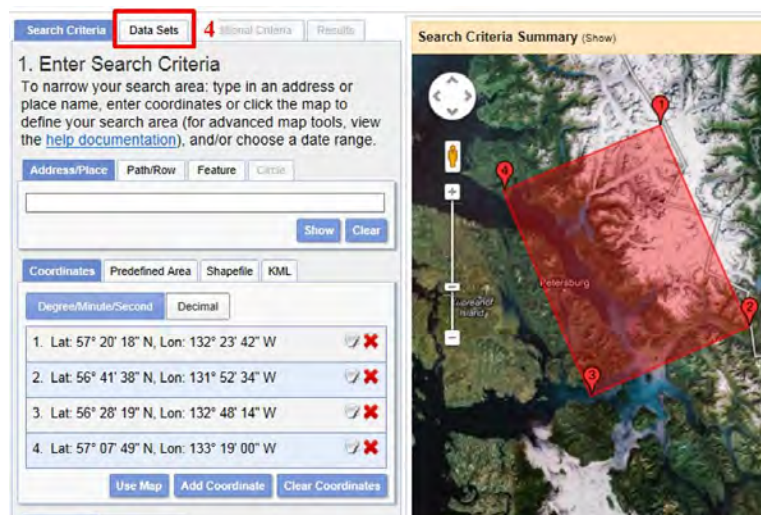 Search Criteria Data Sets 4 Additional Criteria Results
1. Enter Search Criteria
To narrow your search area: type in an address or
place name, enter coordinates or click the map to
define your search area (for advanced map tools, view
the help documentation), and/or choose a date range.
Address/Place Path/Row Feature Circle
Show Clear
Coordinates Predefined Area Shapefile KML
Degree/Minute/Second Decimal
1. Lat: 57° 20' 18" N, Lon: 132° 23' 42" W
2. Lat: 56° 41' 38" N, Lon: 131° 52' 34" W
3. Lat: 56° 28' 19" N, Lon: 132° 48' 14" W
4. Lat: 57° 07' 49" N, Lon: 133° 19' 00" W
Use Map Add Coordinate Clear Coordinates
Search Criteria Summary (Show)
1
4
Petersburg
Island
2
3